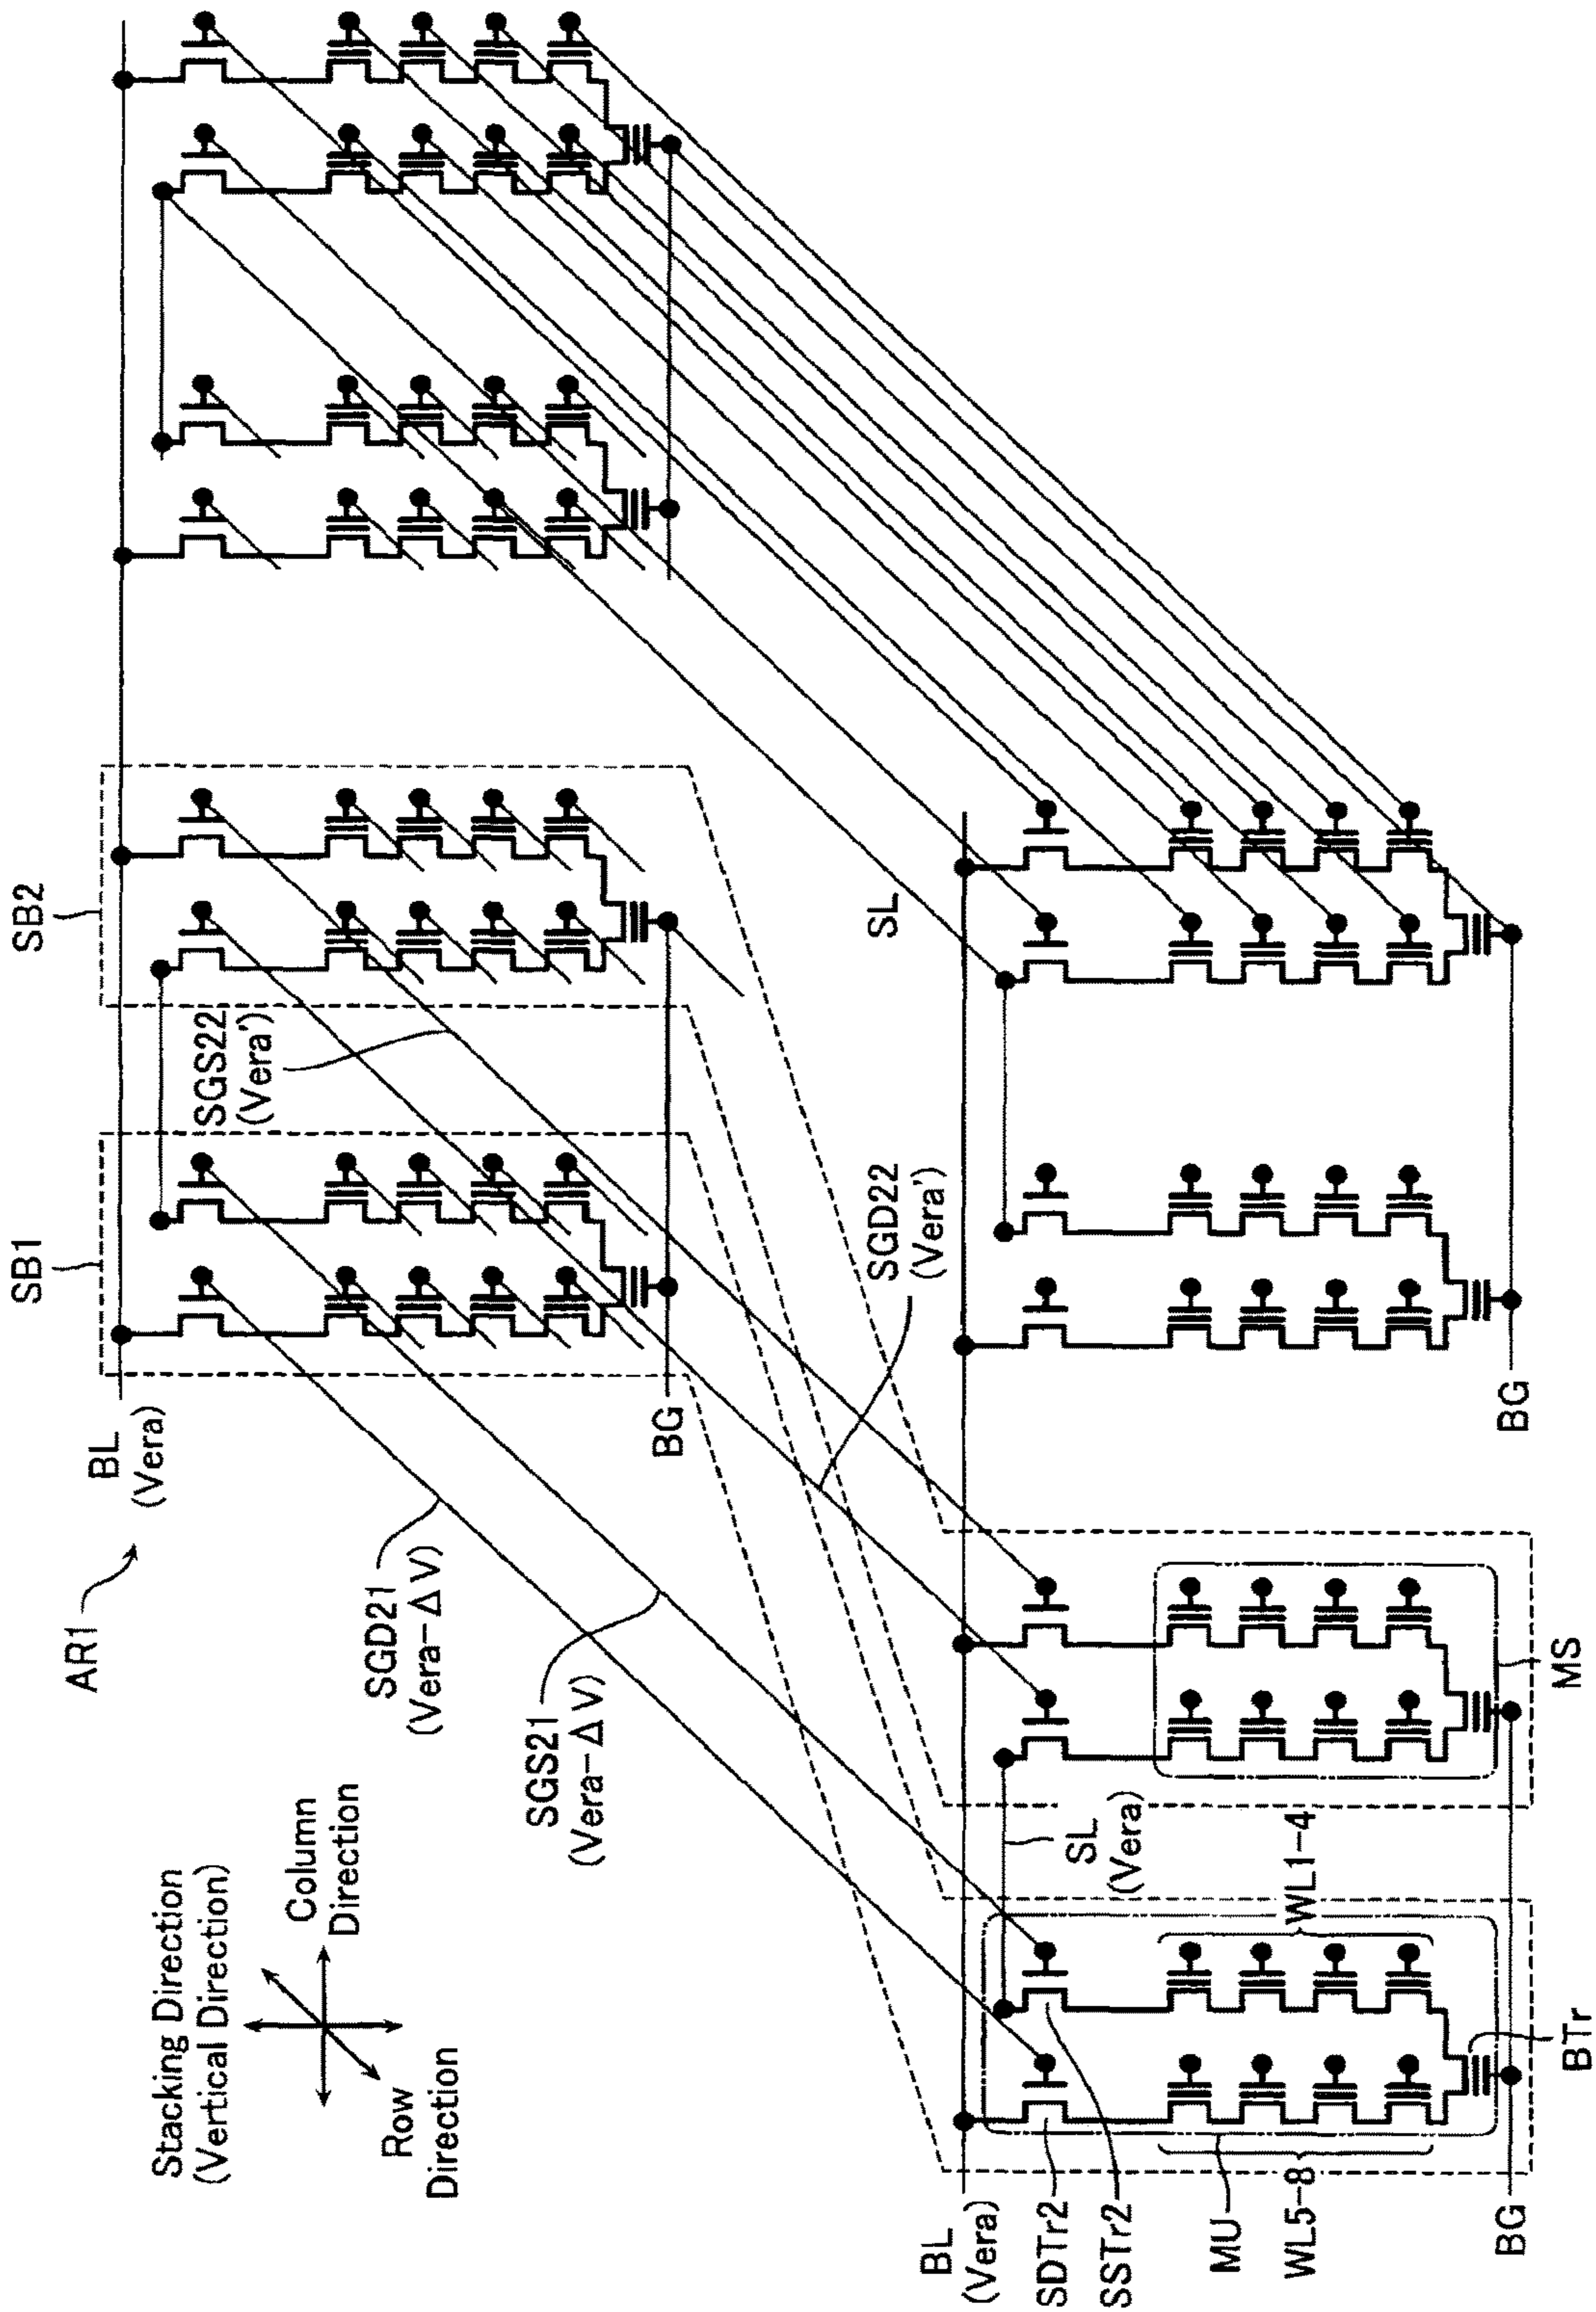 Stacking Direction
(Vertical Direction)
Column
Direction
Row
Direction
AR1
BL
(Vera)
SB1
SB2
SGD21
(Vera-ΔV)
SGS21
(Vera-ΔV)
SGS22
(Vera')
BG
SGD22
(Vera')
SL
BL
(Vera)
SDTr2
SSTr2
MU
WL5-8
BG
SL
(Vera)
WL1-4
BTr
MS
BG